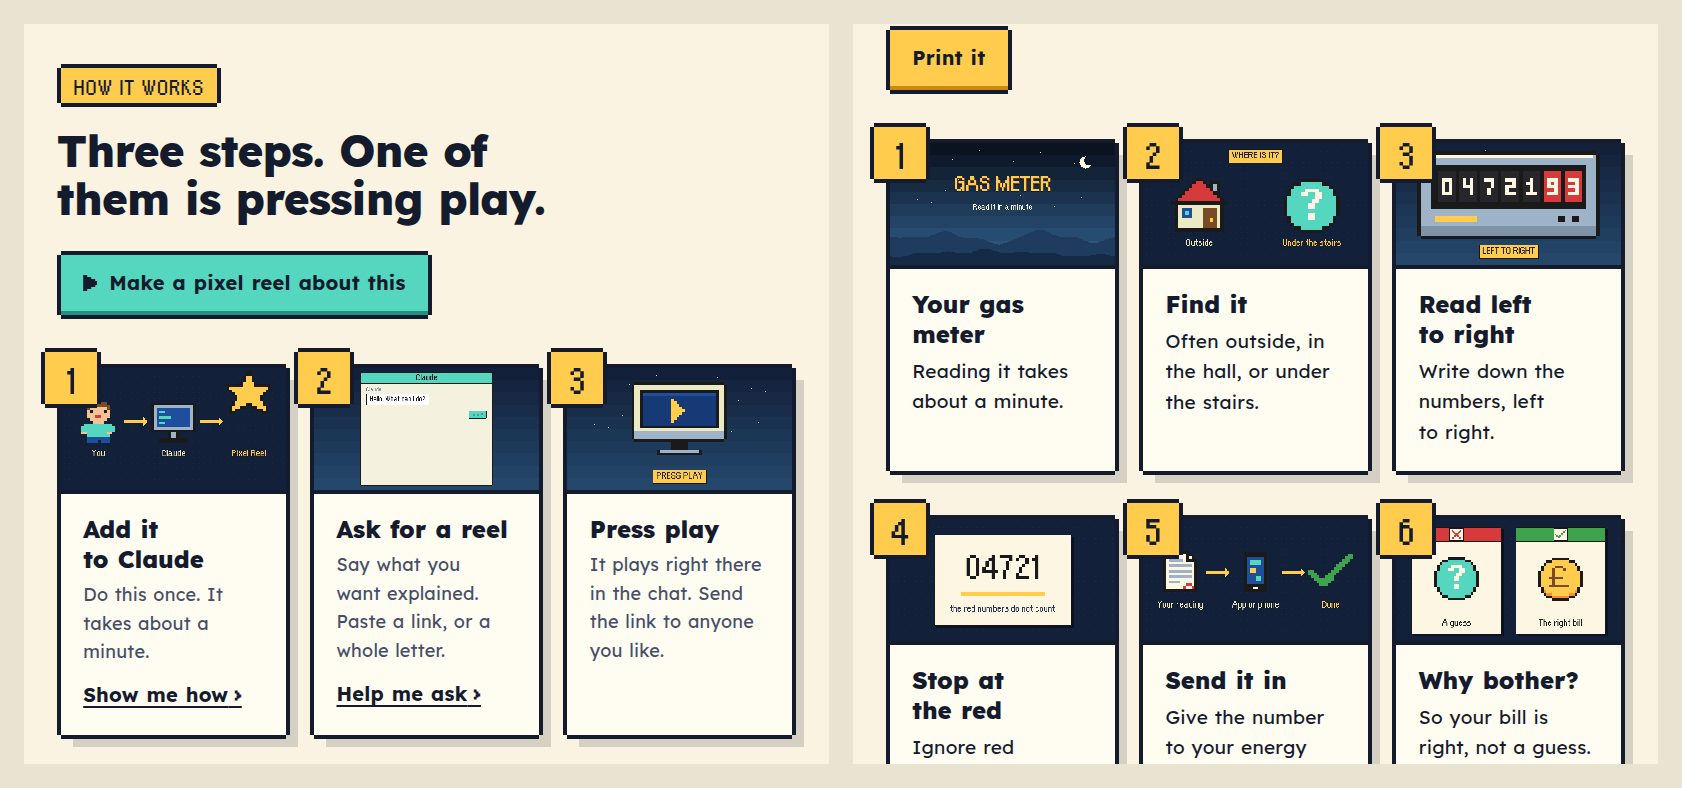 HOW IT WORKS
Three steps. One of
them is pressing play.
Make a pixel reel about this
1
You
Claude
Pixel Reel
Add it
to Claude
Do this once. It
takes about a
minute.
Show me how ›
2
Claude
Claude
Hello. What can I do?
Ask for a reel
Say what you
want explained.
Paste a link, or a
whole letter.
Help me ask ›
3
PRESS PLAY
Press play
It plays right there
in the chat. Send
the link to anyone
you like.
Print it
1
GAS METER
Read it in a minute
Your gas
meter
Reading it takes
about a minute.
2
WHERE IS IT?
?
Outside
Under the stairs
Find it
Often outside, in
the hall, or under
the stairs.
3
0472193
LEFT TO RIGHT
Read left
to right
Write down the
numbers, left
to right.
4
04721
the red numbers do not count
Stop at
the red
Ignore red
5
Your reading
App or phone
Done
Send it in
Give the number
to your energy
6
?
£
A guess
The right bill
Why bother?
So your bill is
right, not a guess.